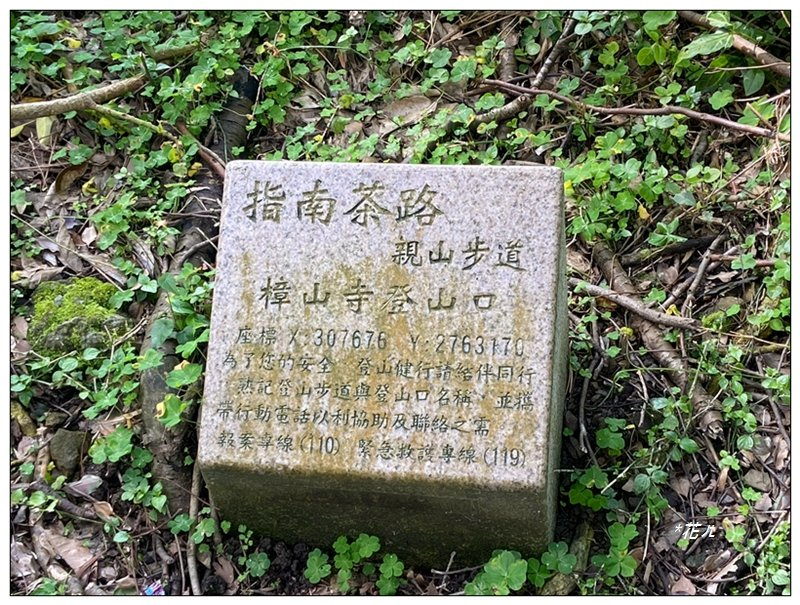 指南茶路
親山步道
樟山寺登山口
座標 X:307676 Y:2763170
為了您的安全 登山健行請結伴同行
熟記登山步道與登山口名稱，並攜
帶行動電話以利協助及聯絡之需
報案專線(110) 緊急救護專線(119)
*花ル